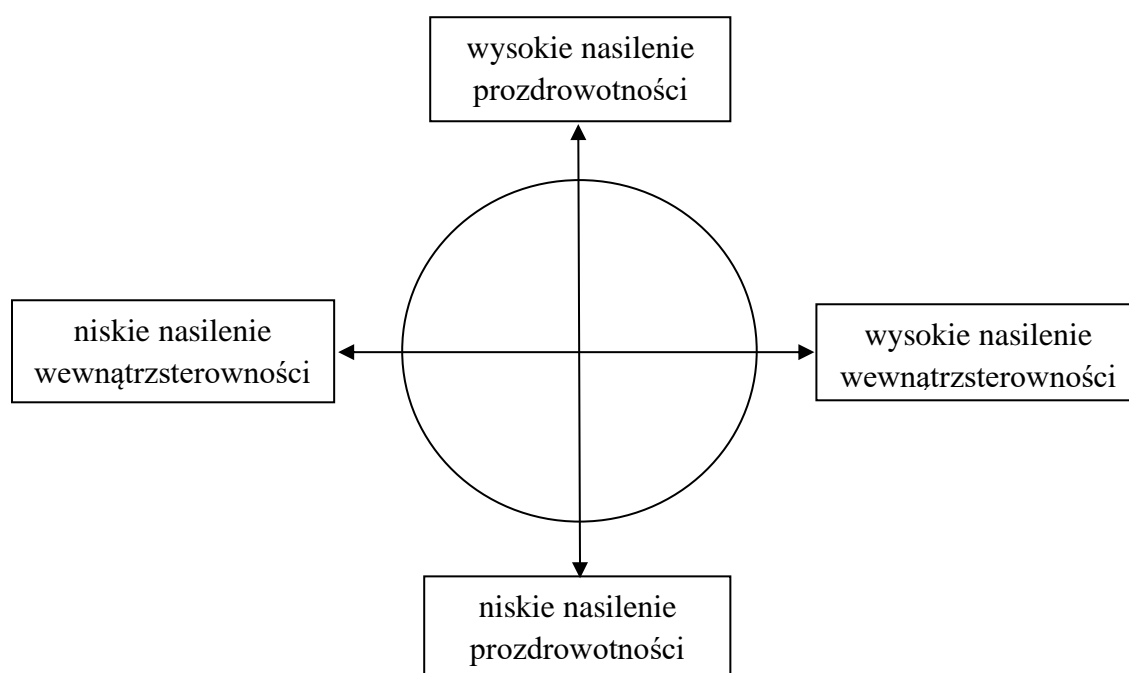 wysokie nasilenie
prozdrowotności
niskie nasilenie
wewnątrzsterowności
wysokie nasilenie
wewnątrzsterowności
niskie nasilenie
prozdrowotności